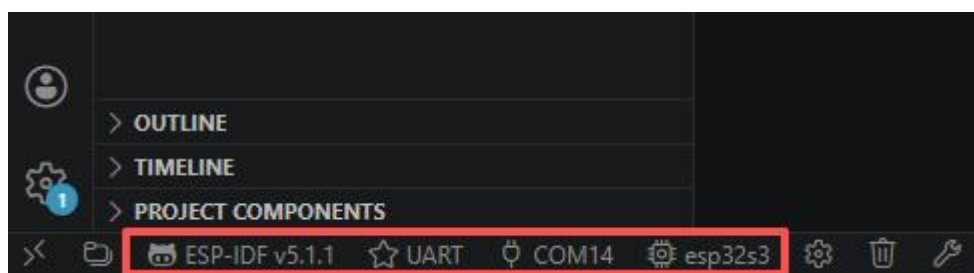 OUTLINE
TIMELINE
1
PROJECT COMPONENTS
ESP-IDF v5.1.1 UART COM14 esp32s3